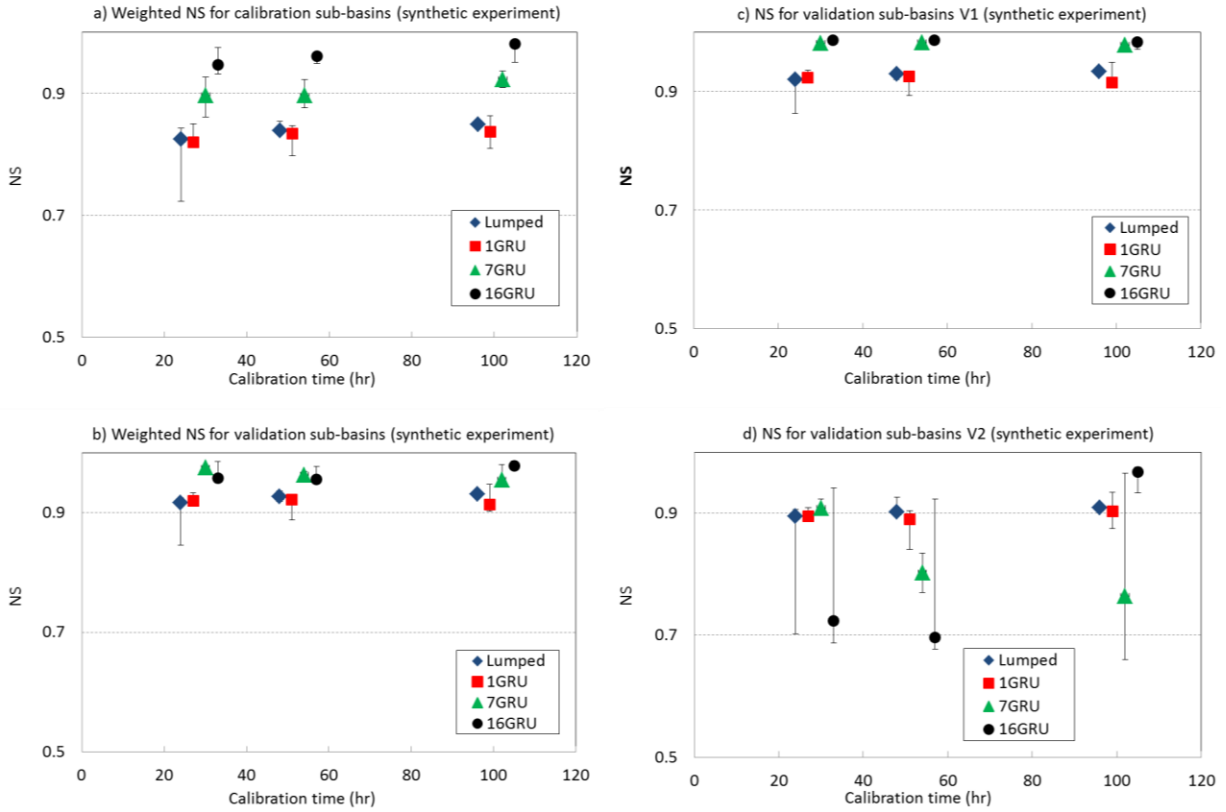 a) Weighted NS for calibration sub-basins (synthetic experiment)
NS
0.9
0.7
0.5
Lumped
1GRU
7GRU
16GRU
0 20 40 60 80 100 120
Calibration time (hr)
c) NS for validation sub-basins V1 (synthetic experiment)
NS
0.9
0.7
0.5
Lumped
1GRU
7GRU
16GRU
0 20 40 60 80 100 120
Calibration time (hr)
b) Weighted NS for validation sub-basins (synthetic experiment)
NS
0.9
0.7
0.5
Lumped
1GRU
7GRU
16GRU
0 20 40 60 80 100 120
Calibration time (hr)
d) NS for validation sub-basins V2 (synthetic experiment)
NS
0.9
0.7
0.5
Lumped
1GRU
7GRU
16GRU
0 20 40 60 80 100 120
Calibration time (hr)